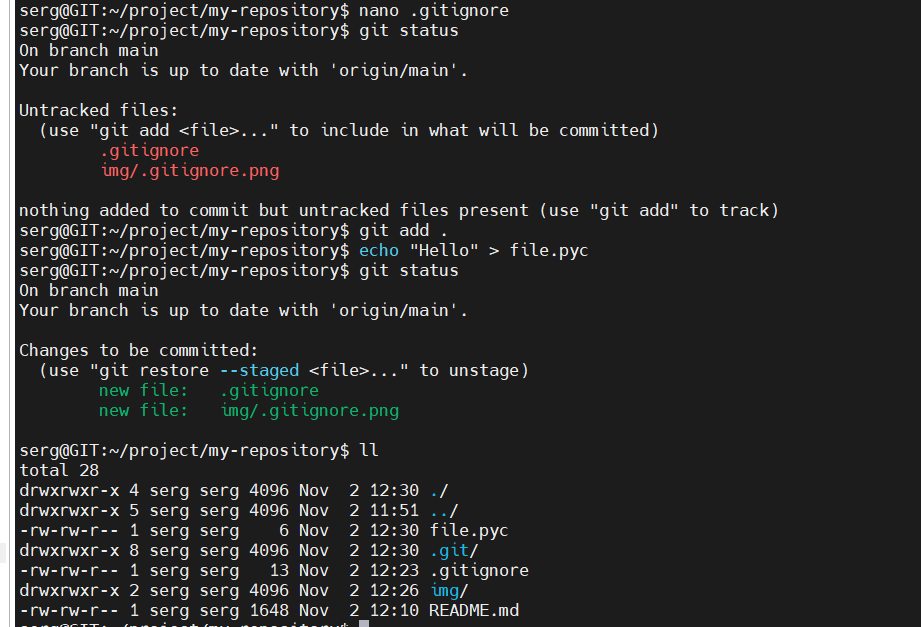 serg@GIT:~/project/my-repository$ nano .gitignore
serg@GIT:~/project/my-repository$ git status
On branch main
Your branch is up to date with 'origin/main'.
Untracked files:
  (use "git add <file>..." to include in what will be committed)
        .gitignore
        img/.gitignore.png
nothing added to commit but untracked files present (use "git add" to track)
serg@GIT:~/project/my-repository$ git add .
serg@GIT:~/project/my-repository$ echo "Hello" > file.pyc
serg@GIT:~/project/my-repository$ git status
On branch main
Your branch is up to date with 'origin/main'.
Changes to be committed:
  (use "git restore --staged <file>..." to unstage)
        new file:   .gitignore
        new file:   img/.gitignore.png
serg@GIT:~/project/my-repository$ ll
total 28
drwxrwxr-x 4 serg serg 4096 Nov  2 12:30 ./
drwxrwxr-x 5 serg serg 4096 Nov  2 11:51 ../
-rw-rw-r-- 1 serg serg    6 Nov  2 12:30 file.pyc
drwxrwxr-x 8 serg serg 4096 Nov  2 12:30 .git/
-rw-rw-r-- 1 serg serg   13 Nov  2 12:23 .gitignore
drwxrwxr-x 2 serg serg 4096 Nov  2 12:26 img/
-rw-rw-r-- 1 serg serg 1648 Nov  2 12:10 README.md
serg@GIT:~/project/my-repository$